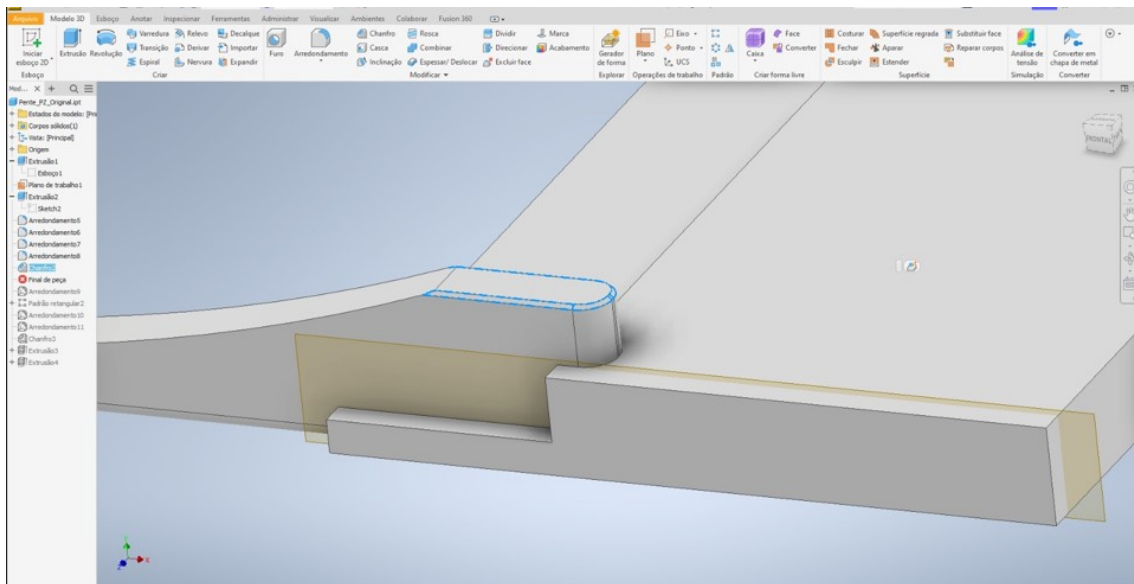 Arquivo Modelo 3D Esboço Anotar Inspecionar Ferramentas Administrar Visualizar Ambientes Colaborar Fusion 360
Iniciar esboço 2D
Esboço
Extrusão
Revolução
Varredura Relevo Decalque
Transição Derivar Importar
Espiral Nervura Expandir
Criar
Furo
Arredondamento
Chanfro Rosca Dividir Marca
Casca Combinar Direcionar Acabamento
Inclinação Espessar/ Deslocar Excluir face
Modificar
Gerador de forma
Explorar
Plano
Eixo
Ponto
UCS
Operações de trabalho
Padrão
Caixa
Face
Converter
Criar forma livre
Costurar Superfície regrada Substituir face
Fechar Aparar Reparar corpos
Esculpir Estender
Superfície
Análise de tensão
Simulação
Converter em chapa de metal
Converter
Mod... X +
Pente_PZ_Original.ipt
Estados do modelo: [Pri
Corpos sólidos(1)
Vista: [Principal]
Origem
Extrusão1
Esboço1
Plano de trabalho1
Extrusão2
Sketch2
Arredondamento5
Arredondamento6
Arredondamento7
Arredondamento8
Final de peça
Arredondamento9
Padrão retangular2
Arredondamento10
Arredondamento11
Chanfro3
Extrusão3
Extrusão4
FRONTAL
Y
X
Z